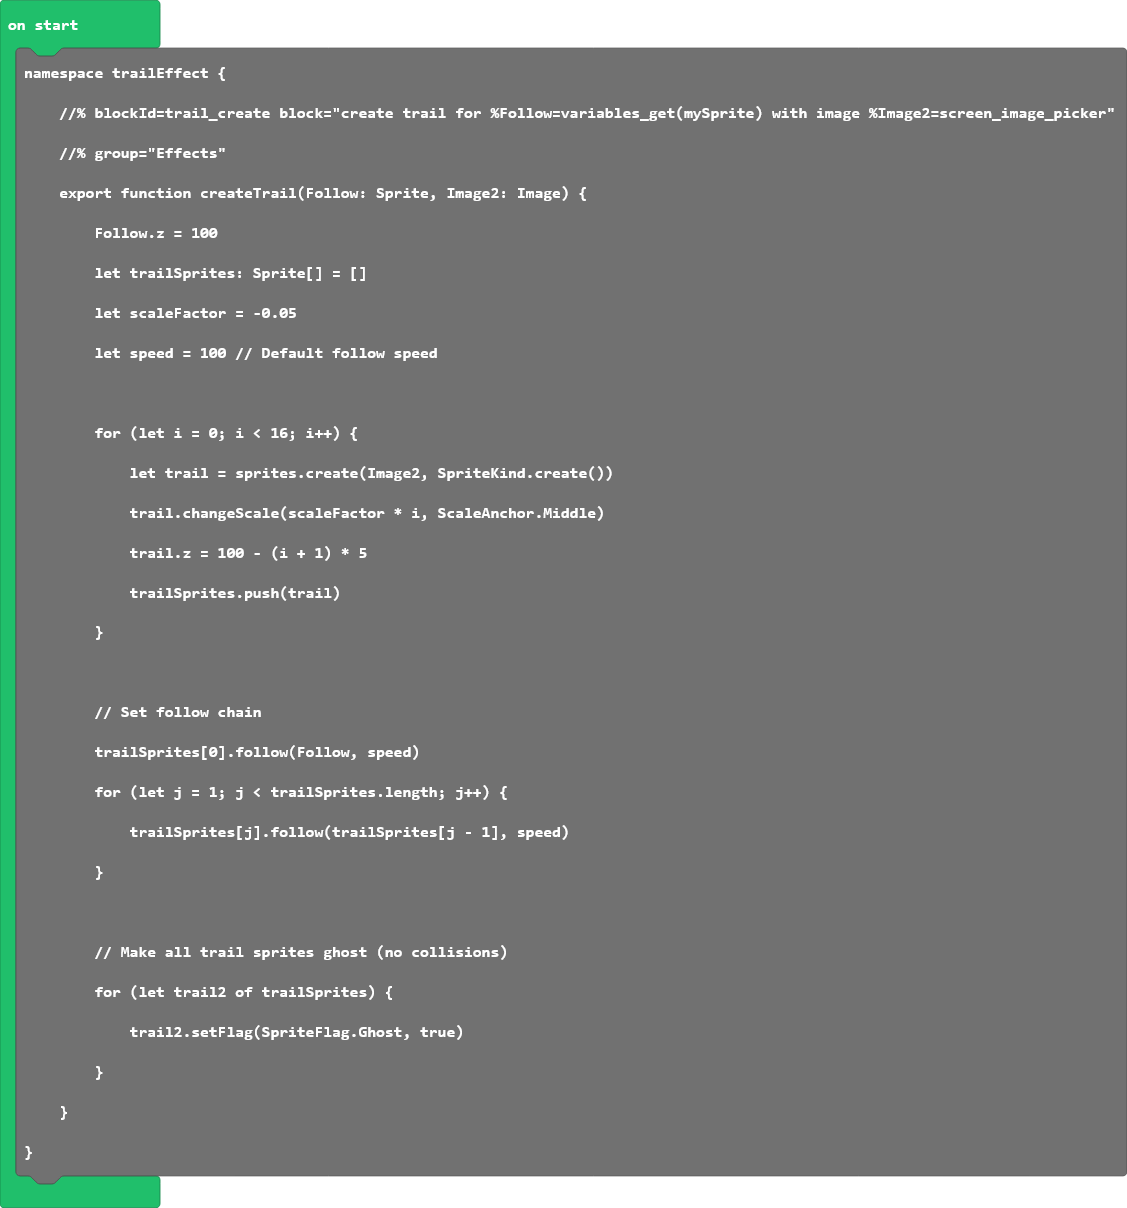 on start
namespace trailEffect {
    //% blockId=trail_create block="create trail for %Follow=variables_get(mySprite) with image %Image2=screen_image_picker"
    //% group="Effects"
    export function createTrail(Follow: Sprite, Image2: Image) {
        Follow.z = 100
        let trailSprites: Sprite[] = []
        let scaleFactor = -0.05
        let speed = 100 // Default follow speed
        for (let i = 0; i < 16; i++) {
            let trail = sprites.create(Image2, SpriteKind.create())
            trail.changeScale(scaleFactor * i, ScaleAnchor.Middle)
            trail.z = 100 - (i + 1) * 5
            trailSprites.push(trail)
        }
        // Set follow chain
        trailSprites[0].follow(Follow, speed)
        for (let j = 1; j < trailSprites.length; j++) {
            trailSprites[j].follow(trailSprites[j - 1], speed)
        }
        // Make all trail sprites ghost (no collisions)
        for (let trail2 of trailSprites) {
            trail2.setFlag(SpriteFlag.Ghost, true)
        }
    }
}